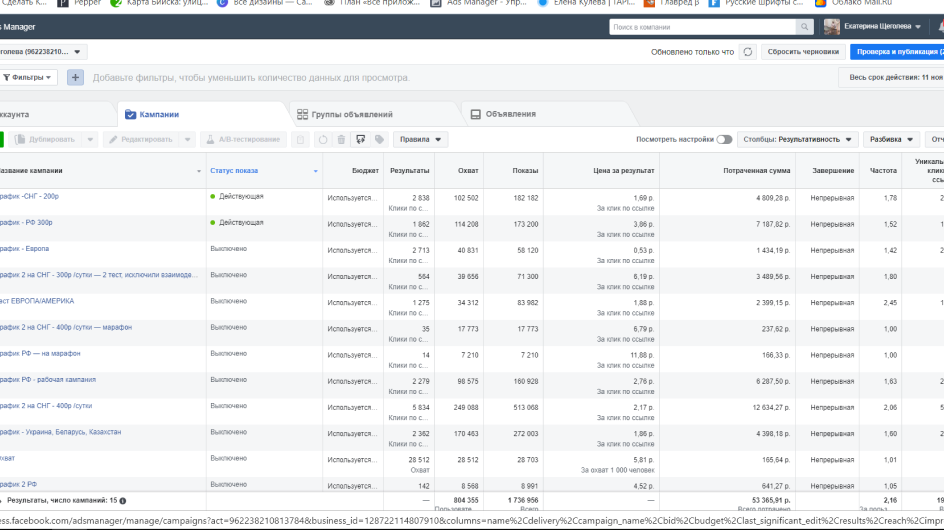 Сделать К... Pepper Карта Бийска: улиц... Все дизайны — Са... План «Все прилож... Ads Manager - Упр... Елена Кулева | ТАРІ... Главред β Русские шрифты с... Облако Mail.Ru
s Manager Поиск в кампании Екатерина Щеголева
голева (962238210... Обновлено только что Сбросить черновики Проверка и публикация (2
Фильтры + Добавьте фильтры, чтобы уменьшить количество данных для просмотра. Весь срок действия: 11 ноя
ккаунта Кампании Группы объявлений Объявления
Дублировать Редактировать A/B-тестирование Правила Посмотреть настройки Столбцы: Результативность Разбивка Отч
азвание кампании Статус показа Бюджет Результаты Охват Показы Цена за результат Потраченная сумма Завершение Частота Уникаль
клик
ссы
рафик -СНГ - 200р Действующая Используется... 2 838 102 502 182 182 1,69 р. 4 809,28 р. Непрерывная 1,78
Клики по с... За клик по ссылке
рафик - РФ 300р Действующая Используется... 1 862 114 208 173 200 3,86 р. 7 187,82 р. Непрерывная 1,52
Клики по с... За клик по ссылке
рафик - Европа Выключено Используется... 2 713 40 831 58 120 0,53 р. 1 434,19 р. Непрерывная 1,42 2
Клики по с... За клик по ссылке
рафик 2 на СНГ - 300р /сутки — 2 тест, исключили взаимоде... Выключено Используется... 564 39 656 71 300 6,19 р. 3 489,56 р. Непрерывная 1,80
Клики по с... За клик по ссылке
ст ЕВРОПА/АМЕРИКА Выключено Используется... 1 275 34 312 83 982 1,88 р. 2 399,15 р. Непрерывная 2,45 1
Клики по с... За клик по ссылке
рафик 2 на СНГ - 400р /сутки — марафон Выключено Используется... 35 17 773 17 773 6,79 р. 237,62 р. Непрерывная 1,00
Клики по с... За клик по ссылке
рафик РФ — на марафон Выключено Используется... 14 7 210 7 210 11,88 р. 166,33 р. Непрерывная 1,00
Клики по с... За клик по ссылке
рафик РФ - рабочая кампания Выключено Используется... 2 279 98 575 160 928 2,76 р. 6 287,50 р. Непрерывная 1,63 2
Клики по с... За клик по ссылке
рафик 2 на СНГ - 400р /сутки Выключено Используется... 5 834 249 088 513 068 2,17 р. 12 634,27 р. Непрерывная 2,06 5
Клики по с... За клик по ссылке
рафик - Украина, Беларусь, Казахстан Выключено Используется... 2 362 170 463 272 003 1,86 р. 4 398,18 р. Непрерывная 1,60 2
Клики по с... За клик по ссылке
хват Выключено Используется... 28 512 28 512 28 703 5,81 р. 165,64 р. Непрерывная 1,01
Охват За охват 1 000 человек
рафик 2 РФ Выключено Используется... 142 8 568 8 991 4,52 р. 641,27 р. Непрерывная 1,05
Результаты, число кампаний: 15 — 804 355 1 736 956 — 53 365,91 р. 2,16 19
Пользовате... Всего Всего потрачено За польз...
ess.facebook.com/adsmanager/manage/campaigns?act=962238210813784&business_id=128722114807910&columns=name%2Cdelivery%2Ccampaign_name%2Cbid%2Cbudget%2Clast_significant_edit%2Cresults%2Creach%2Cimpre